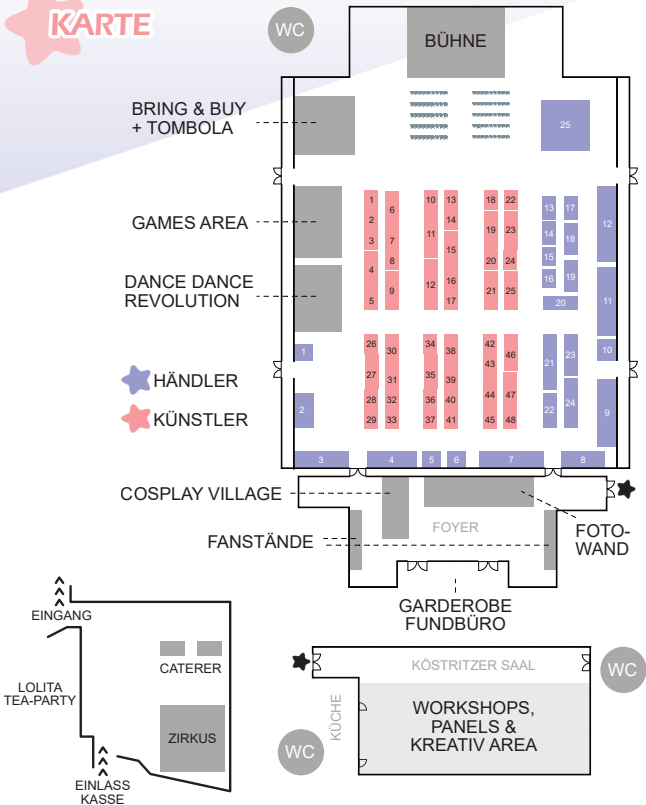 KARTE
WC
BÜHNE
BRING & BUY
+ TOMBOLA
25
GAMES AREA
DANCE DANCE
REVOLUTION
1
2
3
4
5
6
7
8
9
10
11
12
13
14
15
16
17
18
19
20
21
22
23
24
25
13
14
15
16
17
18
19
20
12
11
10
9
HÄNDLER
KÜNSTLER
1
2
26
27
28
29
30
31
32
33
34
35
36
37
38
39
40
41
42
43
44
45
46
47
48
21
22
23
24
3
4
5
6
7
8
COSPLAY VILLAGE
FANSTÄNDE
FOYER
FOTO-
WAND
GARDEROBE
FUNDBÜRO
EINGANG
CATERER
LOLITA
TEA-PARTY
ZIRKUS
EINLASS
KASSE
KÖSTRITZER SAAL
WC
KÜCHE
WORKSHOPS,
PANELS &
KREATIV AREA
WC